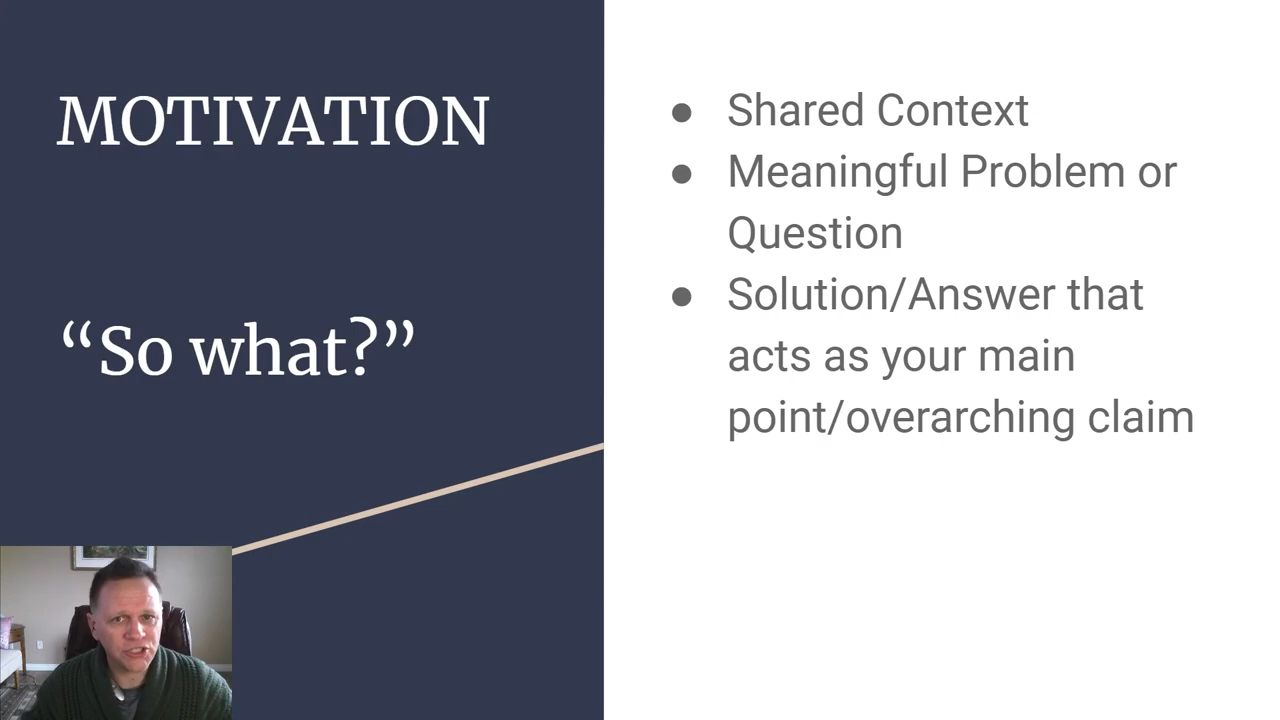 MOTIVATION
“So what?”
● Shared Context
● Meaningful Problem or
Question
● Solution/Answer that
acts as your main
point/overarching claim